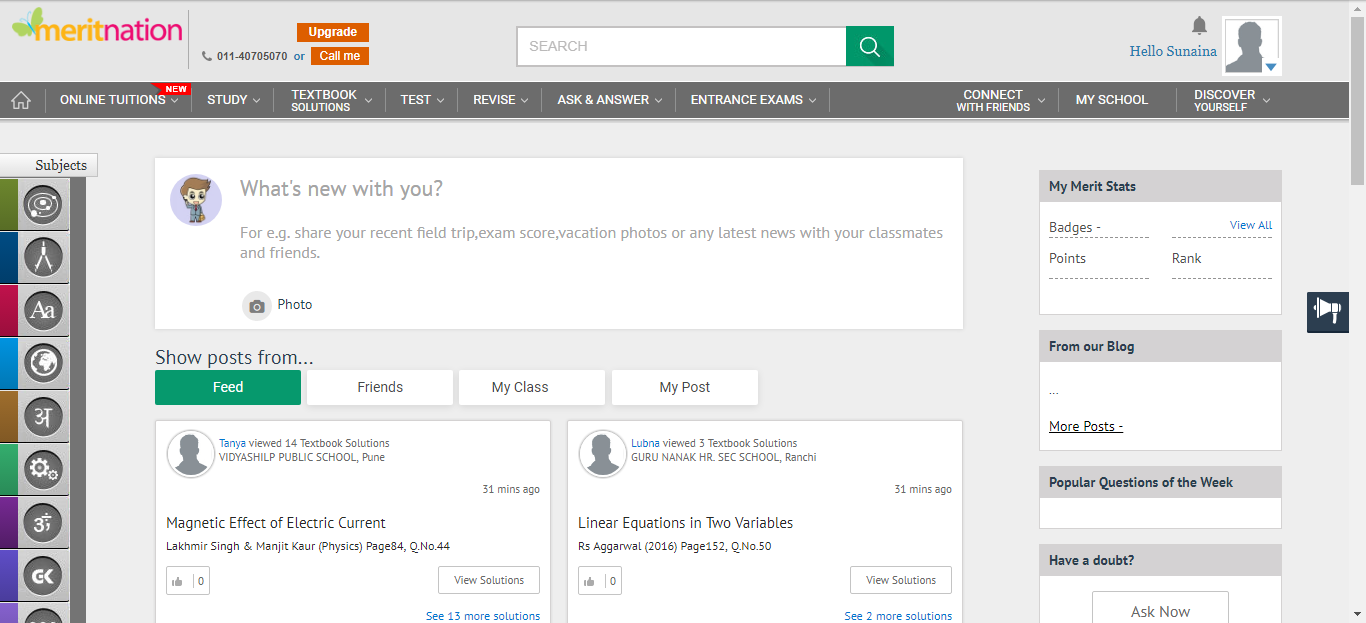 meritnation
Upgrade
011-40705070 or Call me
SEARCH
Hello Sunaina
NEW
ONLINE TUITIONS
STUDY
TEXTBOOK
SOLUTIONS
TEST
REVISE
ASK & ANSWER
ENTRANCE EXAMS
CONNECT
WITH FRIENDS
MY SCHOOL
DISCOVER
YOURSELF
Subjects
Aa
अ
ॐ
GK
What's new with you?
For e.g. share your recent field trip,exam score,vacation photos or any latest news with your classmates
and friends.
Photo
Show posts from...
Feed
Friends
My Class
My Post
Tanya viewed 14 Textbook Solutions
VIDYASHILP PUBLIC SCHOOL, Pune
31 mins ago
Magnetic Effect of Electric Current
Lakhmir Singh & Manjit Kaur (Physics) Page84, Q.No.44
0
View Solutions
See 13 more solutions
Lubna viewed 3 Textbook Solutions
GURU NANAK HR. SEC SCHOOL, Ranchi
31 mins ago
Linear Equations in Two Variables
Rs Aggarwal (2016) Page152, Q.No.50
0
View Solutions
See 2 more solutions
My Merit Stats
Badges -
View All
Points
Rank
From our Blog
...
More Posts -
Popular Questions of the Week
Have a doubt?
Ask Now